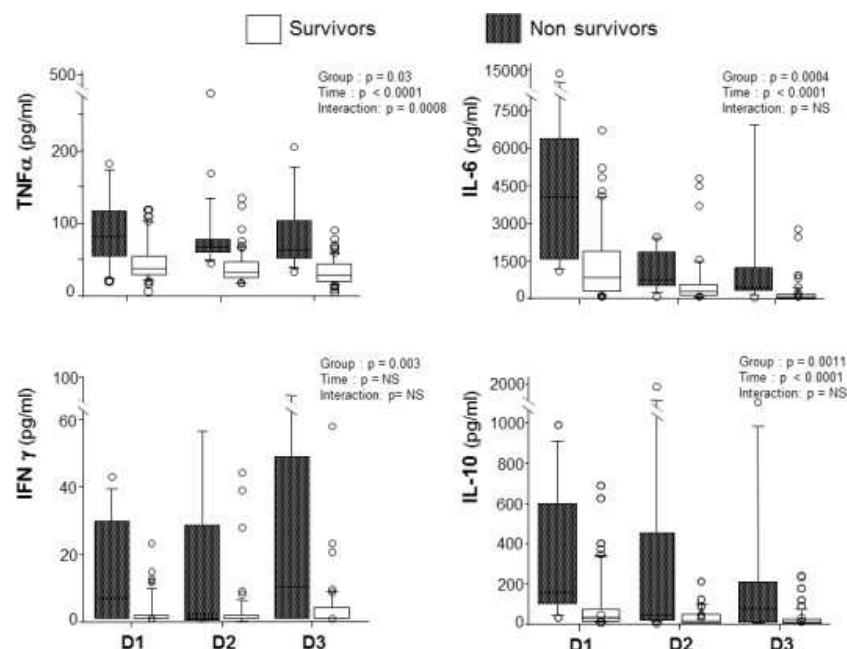 Survivors
Non survivors
500
200
100
0
TNFα (pg/ml)
Group : p = 0.03
Time : p < 0.0001
Interaction: p = 0.0008
15000
7500
6000
4500
3000
1500
0
IL-6 (pg/ml)
Group : p = 0.0004
Time : p < 0.0001
Interaction: p = NS
100
60
40
20
0
IFN γ (pg/ml)
Group : p = 0.003
Time : p = NS
Interaction: p= NS
D1
D2
D3
2000
1000
800
600
400
200
0
IL-10 (pg/ml)
Group : p = 0.0011
Time : p < 0.0001
Interaction: p = NS
D1
D2
D3